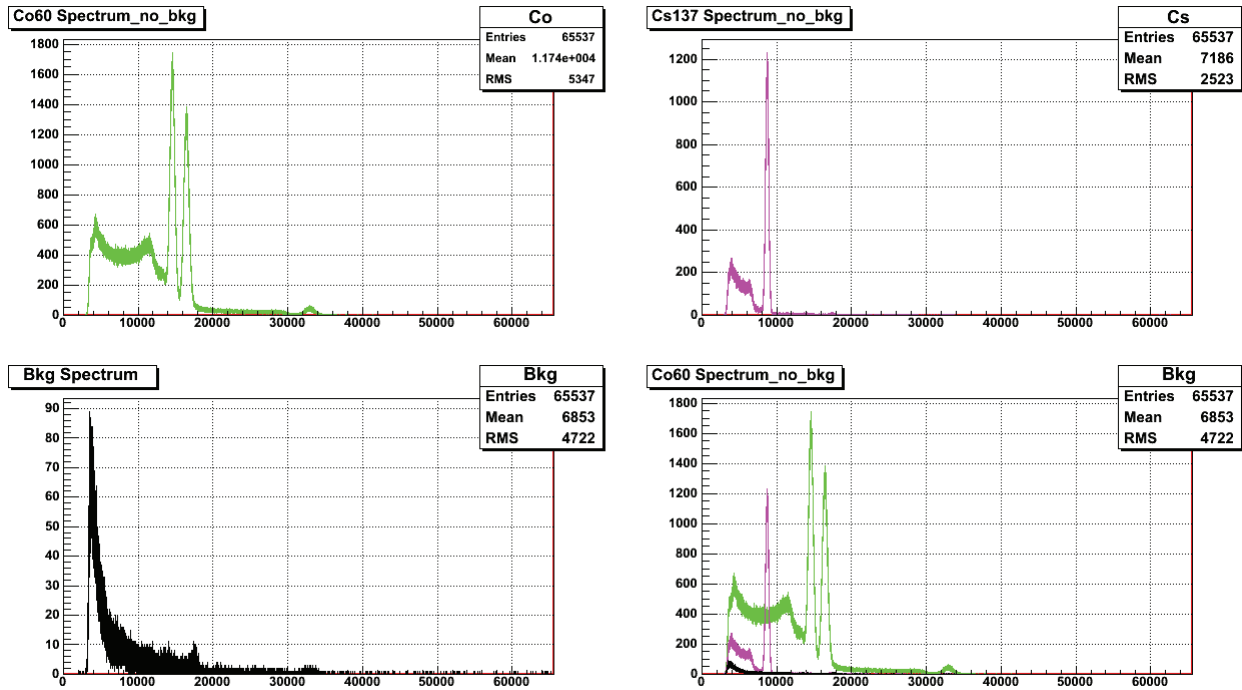 Co60 Spectrum_no_bkg
Co
Entries 65537
Mean 1.174e+004
RMS 5347
1800
1600
1400
1200
1000
800
600
400
200
0
0 10000 20000 30000 40000 50000 60000
Cs137 Spectrum_no_bkg
Cs
Entries 65537
Mean 7186
RMS 2523
1200
1000
800
600
400
200
0
0 10000 20000 30000 40000 50000 60000
Bkg Spectrum
Bkg
Entries 65537
Mean 6853
RMS 4722
90
80
70
60
50
40
30
20
10
0
0 10000 20000 30000 40000 50000 60000
Co60 Spectrum_no_bkg
Bkg
Entries 65537
Mean 6853
RMS 4722
1800
1600
1400
1200
1000
800
600
400
200
0
0 10000 20000 30000 40000 50000 60000